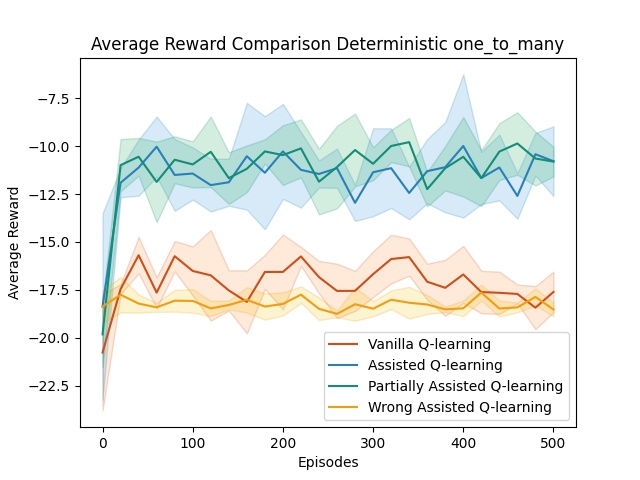 Average Reward Comparison Deterministic one_to_many
Average Reward
−7.5
−10.0
−12.5
−15.0
−17.5
−20.0
−22.5
Vanilla Q-learning
Assisted Q-learning
Partially Assisted Q-learning
Wrong Assisted Q-learning
0 100 200 300 400 500
Episodes